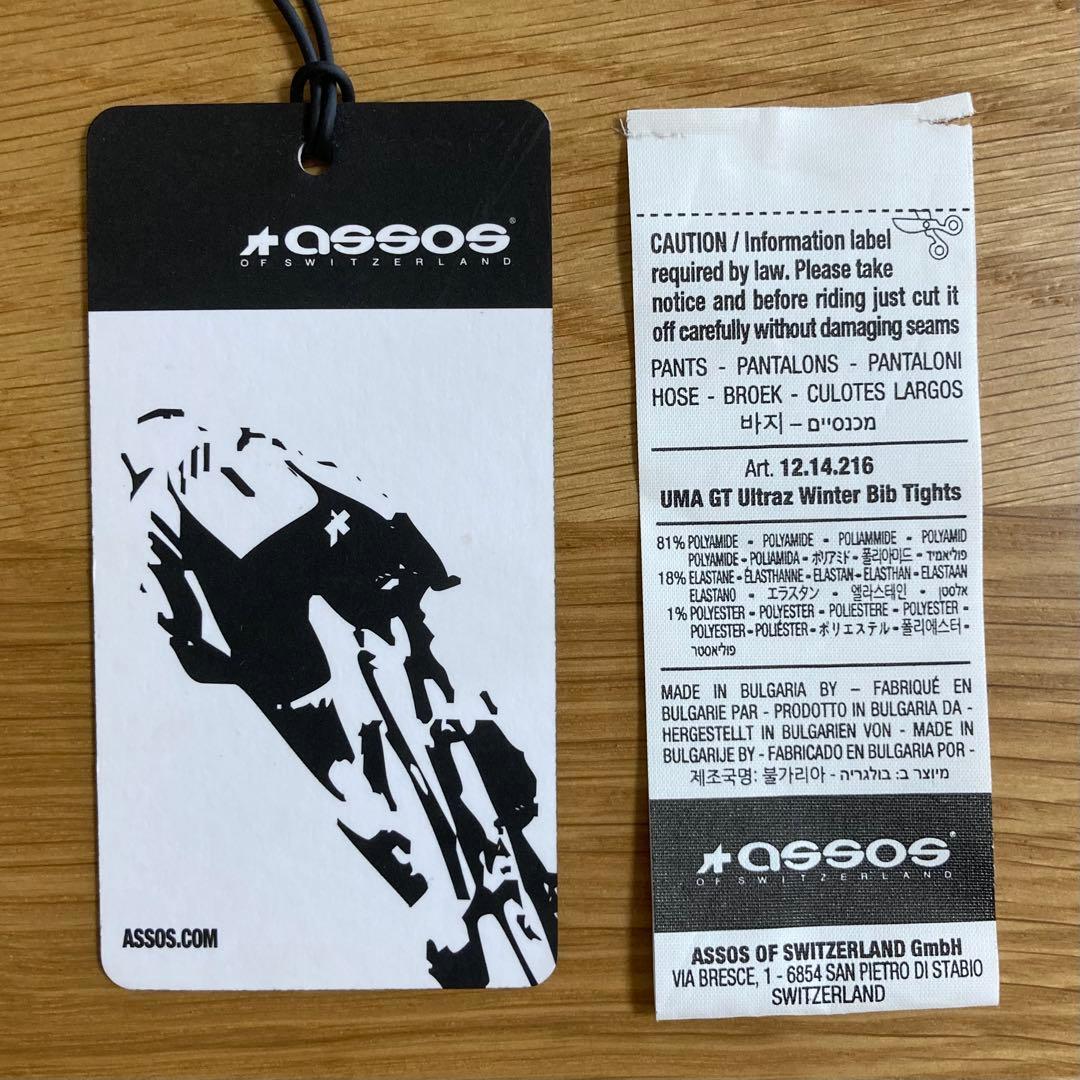 assos®
OF SWITZERLAND
ASSOS.COM
CAUTION / Information label
required by law. Please take
notice and before riding just cut it
off carefully without damaging seams
PANTS - PANTALONS - PANTALONI
HOSE - BROEK - CULOTES LARGOS
바지 – מכנסיים
Art. 12.14.216
UMA GT Ultraz Winter Bib Tights
81% POLYAMIDE - POLYAMIDE - POLIAMMIDE - POLYAMID
POLYAMIDE - POLIAMIDA - ポリアミド - 폴리아미드 - פוליאמיד
18% ELASTANE - ÉLASTHANNE - ELASTAN - ELASTHAN - ELASTAAN
ELASTANO - エラスタン - 엘라스테인 - אלסטן
1% POLYESTER - POLYESTER - POLIESTERE - POLYESTER -
POLYESTER - POLIÉSTER - ポリエステル - 폴리에스터 -
פוליאסטר
MADE IN BULGARIA BY – FABRIQUÉ EN
BULGARIE PAR - PRODOTTO IN BULGARIA DA -
HERGESTELLT IN BULGARIEN VON - MADE IN
BULGARIJE BY - FABRICADO EN BULGARIA POR -
제조국명: 불가리아 - מיוצר ב: בולגריה
assos®
OF SWITZERLAND
ASSOS OF SWITZERLAND GmbH
VIA BRESCE, 1 - 6854 SAN PIETRO DI STABIO
SWITZERLAND